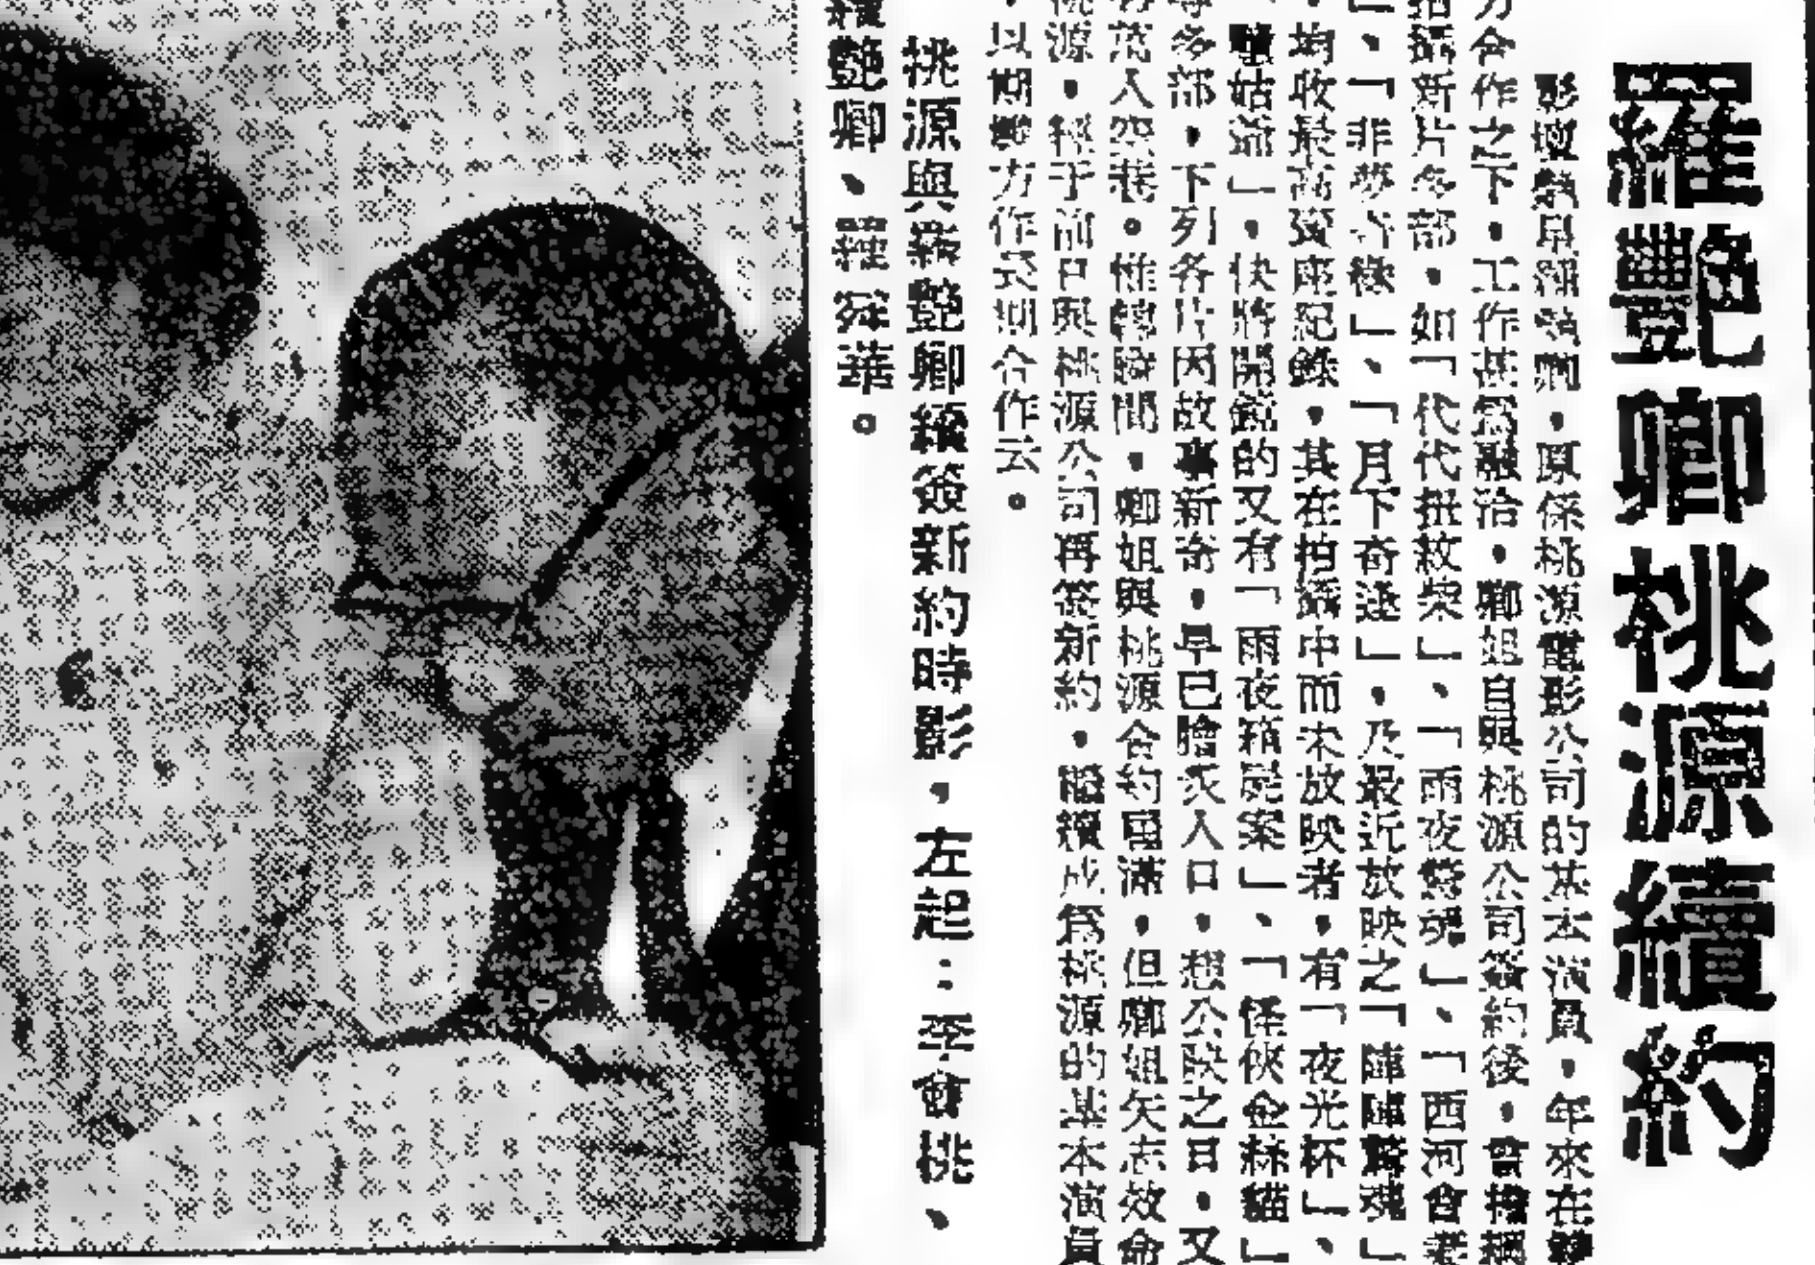 羅艷卿桃源續約
影壇艷旦羅艷卿，原係桃源電影公司的基本演員，年來在雙
力合作之下，工作甚爲融洽，卿姐自與桃源公司簽約後，曾擔綱
拍攝新片多部，如「代代拱紋柴」、「雨夜驚魂」、「西河會妻
」、「非夢奇緣」、「月下奇逢」，乃最近放映之「陣陣驚魂」
，均收最高賣座紀錄，其在拍攝中而未放映者，有「夜光杯」、
姑爺」，快將開鏡的又有「雨夜箱屍案」、「怪俠金絲貓」
等多部，下列各片因故事新奇，早已膾炙人口，想公映之日，又
萬人空巷。惟轉瞬間，卿姐與桃源合約屆滿，但卿姐矢志效命
桃源，經于前日與桃源公司再簽新約，繼續成爲桃源的基本演員
，以期雙方作長期合作云。
桃源與羅艷卿續簽新約時影，左起：李會桃、
艷卿、羅宛華。